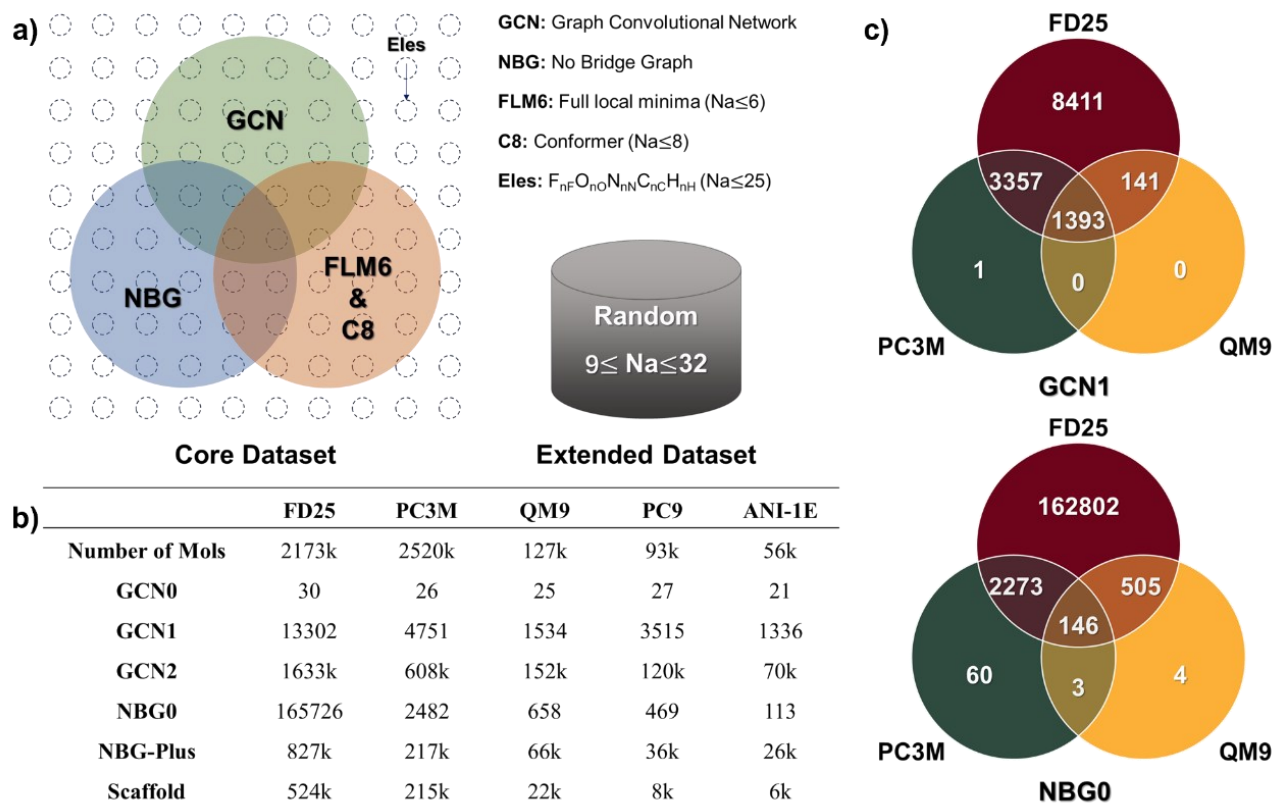 a)
Eles
GCN
NBG
FLM6
&
C8
GCN: Graph Convolutional Network
NBG: No Bridge Graph
FLM6: Full local minima (Na≤6)
C8: Conformer (Na≤8)
Eles: FnFOnONnNCnCHnH (Na≤25)
Random
9≤ Na≤32
Core Dataset
Extended Dataset
b)
FD25 PC3M QM9 PC9 ANI-1E
Number of Mols 2173k 2520k 127k 93k 56k
GCN0 30 26 25 27 21
GCN1 13302 4751 1534 3515 1336
GCN2 1633k 608k 152k 120k 70k
NBG0 165726 2482 658 469 113
NBG-Plus 827k 217k 66k 36k 26k
Scaffold 524k 215k 22k 8k 6k
c)
FD25
8411
3357
141
1393
1
0
0
PC3M
QM9
GCN1
FD25
162802
2273
505
146
60
3
4
PC3M
QM9
NBG0